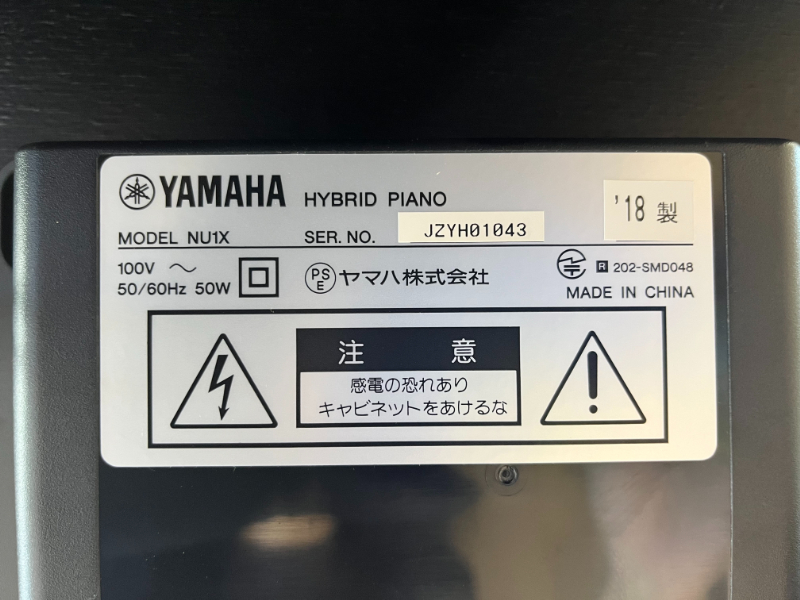 YAMAHA HYBRID PIANO
'18 製
MODEL NU1X SER. NO. JZYH01043
100V ～
50/60Hz 50W
PSE ヤマハ株式会社
R 202-SMD048
MADE IN CHINA
注 意
感電の恐れあり
キャビネットをあけるな